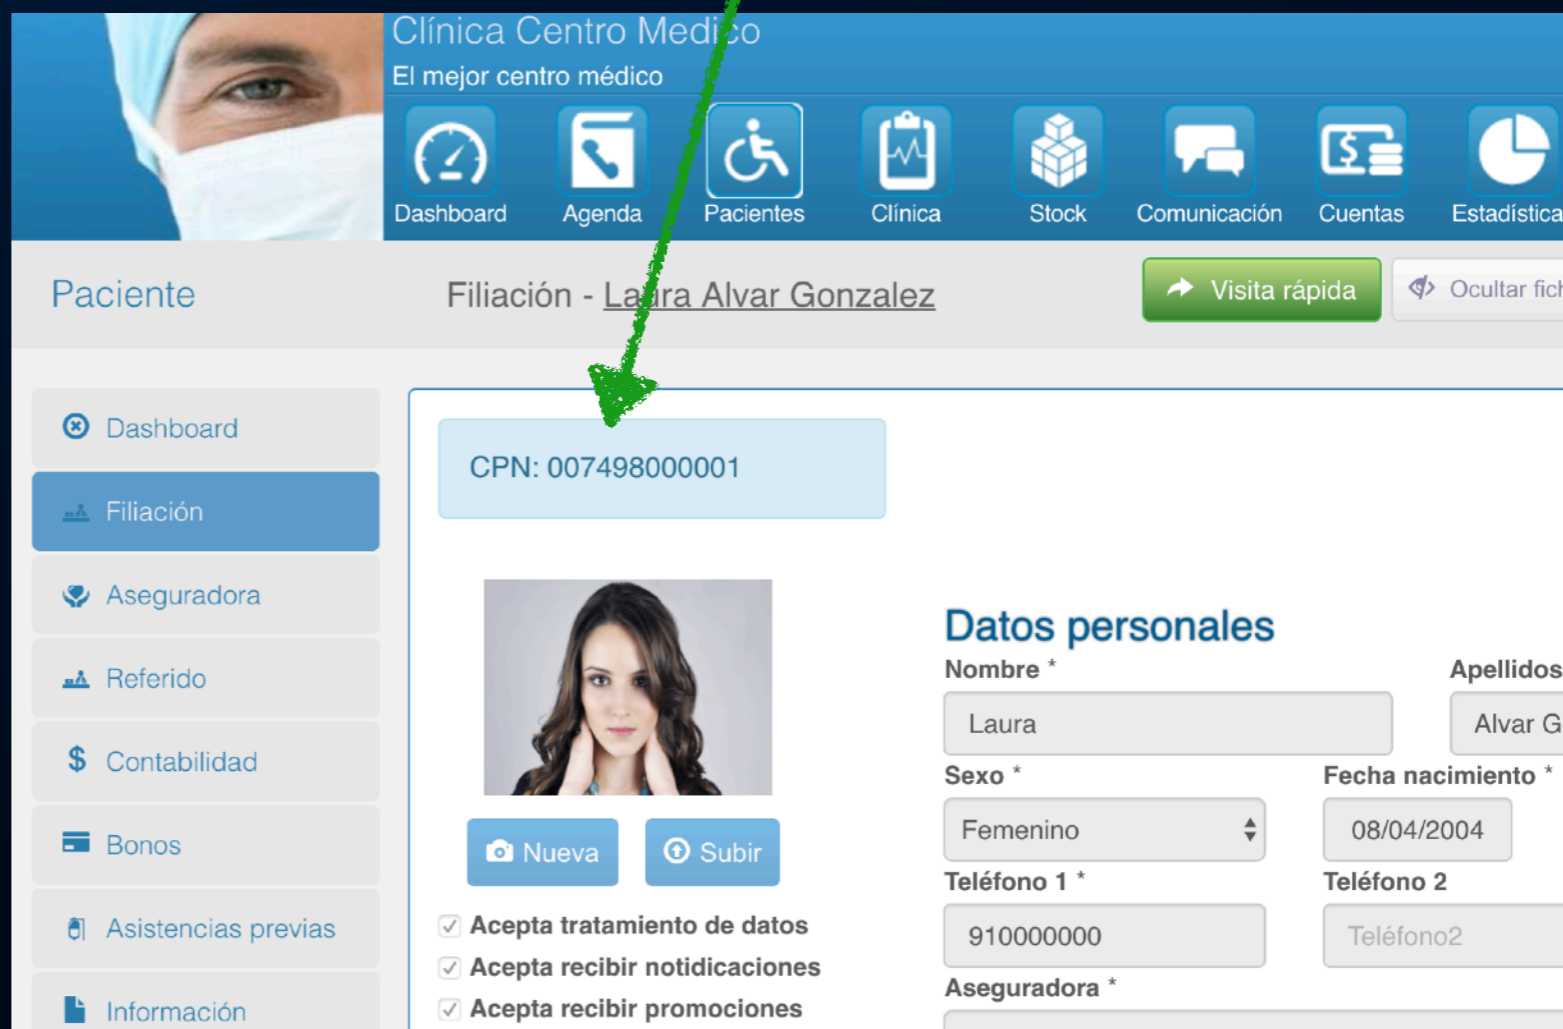 Clínica Centro Medico
El mejor centro médico
Dashboard Agenda Pacientes Clínica Stock Comunicación Cuentas Estadística
Paciente
Filiación - Laura Alvar Gonzalez
Visita rápida
Ocultar fich
Dashboard
Filiación
Aseguradora
Referido
Contabilidad
Bonos
Asistencias previas
Información
CPN: 007498000001
Nueva
Subir
Acepta tratamiento de datos
Acepta recibir notidicaciones
Acepta recibir promociones
Datos personales
Nombre * Apellidos
Laura Alvar G
Sexo * Fecha nacimiento *
Femenino 08/04/2004
Teléfono 1 * Teléfono 2
910000000 Teléfono2
Aseguradora *